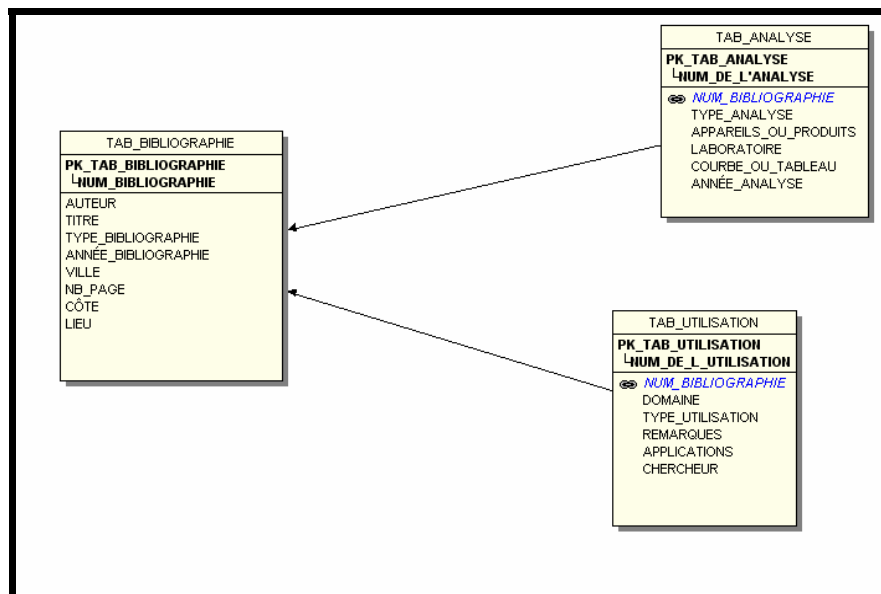 TAB_BIBLIOGRAPHIE
PK_TAB_BIBLIOGRAPHIE
NUM_BIBLIOGRAPHIE
AUTEUR
TITRE
TYPE_BIBLIOGRAPHIE
ANNÉE_BIBLIOGRAPHIE
VILLE
NB_PAGE
CÔTE
LIEU
TAB_ANALYSE
PK_TAB_ANALYSE
NUM_DE_L'ANALYSE
NUM_BIBLIOGRAPHIE
TYPE_ANALYSE
APPAREILS_OU_PRODUITS
LABORATOIRE
COURBE_OU_TABLEAU
ANNÉE_ANALYSE
TAB_UTILISATION
PK_TAB_UTILISATION
NUM_DE_L_UTILISATION
NUM_BIBLIOGRAPHIE
DOMAINE
TYPE_UTILISATION
REMARQUES
APPLICATIONS
CHERCHEUR